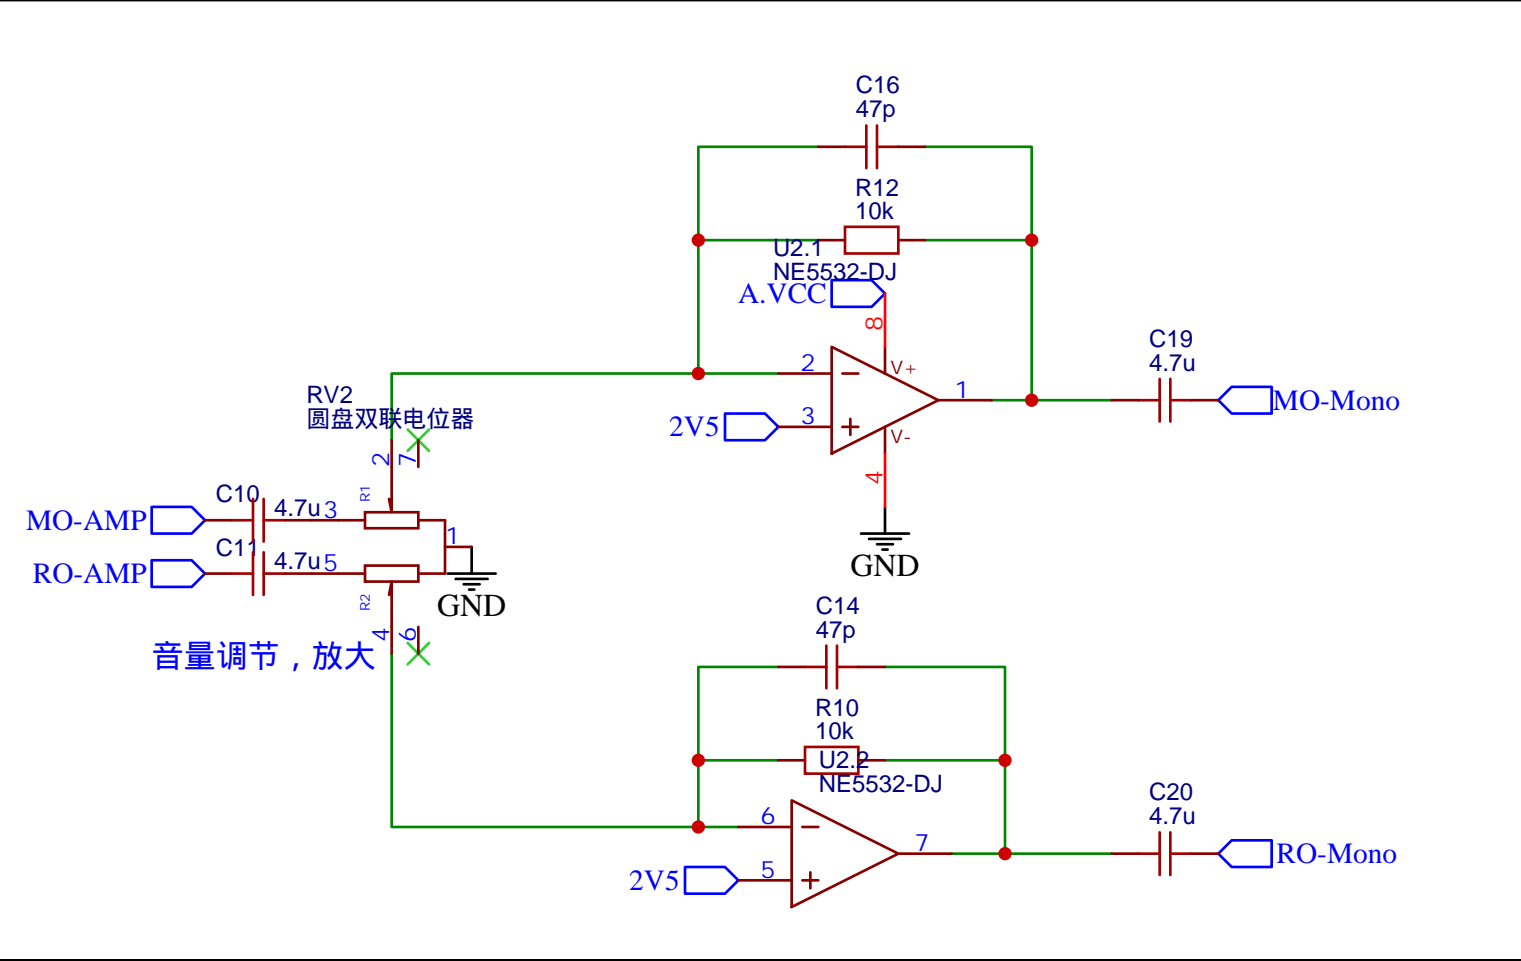 C16
47p
R12
10k
U2.1
NE5532-DJ
A.VCC
8
V+
2
1
3
2V5
V-
4
GND
C19
4.7u
MO-Mono
RV2
圆盘双联电位器
2
7
R1
C10
4.7u
3
MO-AMP
1
C11
4.7u
5
RO-AMP
GND
R2
4
6
音量调节，放大
C14
47p
R10
10k
U2.2
NE5532-DJ
6
7
5
2V5
C20
4.7u
RO-Mono